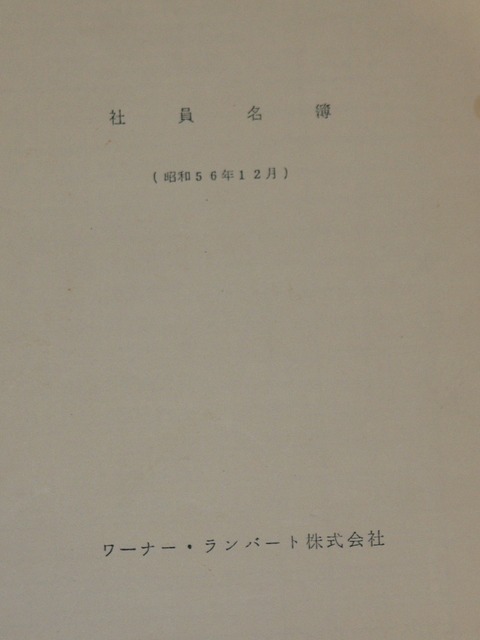 社員名簿
（昭和５６年１２月）
ワーナー・ランバート株式会社